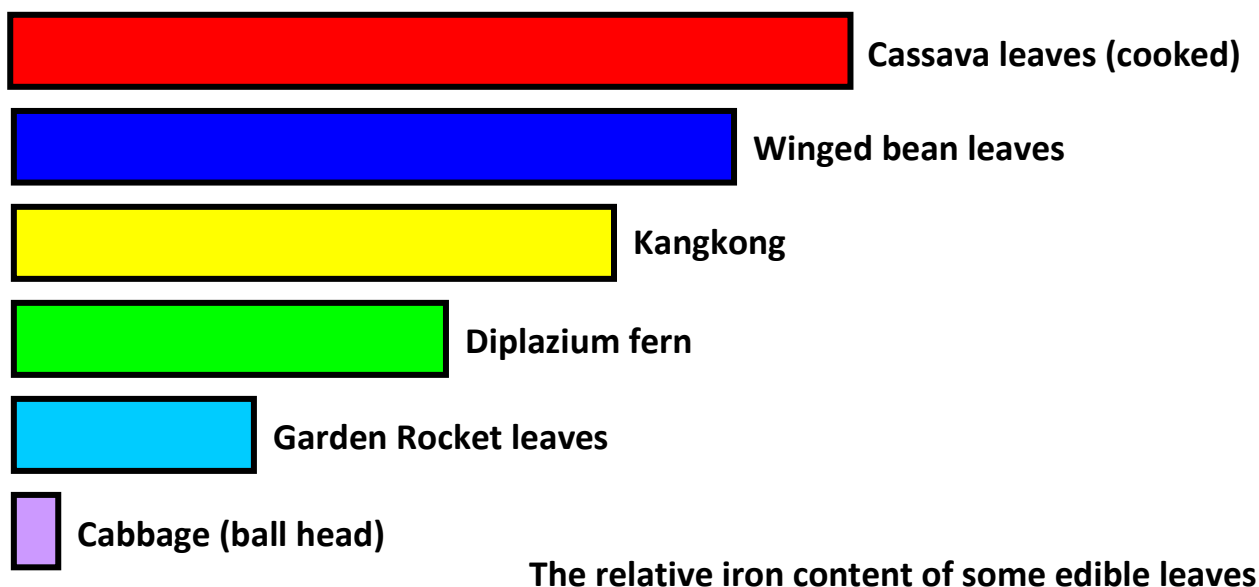 Cassava leaves (cooked)
Winged bean leaves
Kangkong
Diplazium fern
Garden Rocket leaves
Cabbage (ball head)
The relative iron content of some edible leaves